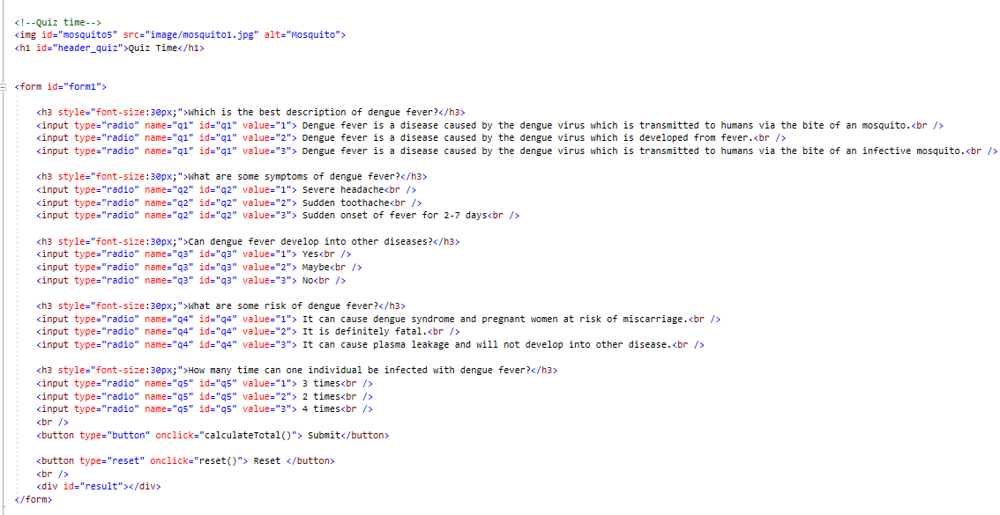 <!--Quiz time-->
<img id="mosquito5" src="image/mosquito1.jpg" alt="Mosquito">
<h1 id="header_quiz">Quiz Time</h1>
<form id="form1">
<h3 style="font-size:30px;">Which is the best description of dengue fever?</h3>
<input type="radio" name="q1" id="q1" value="1"> Dengue fever is a disease caused by the dengue virus which is transmitted to humans via the bite of an mosquito.<br />
<input type="radio" name="q1" id="q1" value="2"> Dengue fever is a disease caused by the dengue virus which is developed from fever.<br />
<input type="radio" name="q1" id="q1" value="3"> Dengue fever is a disease caused by the dengue virus which is transmitted to humans via the bite of an infective mosquito.<br />
<h3 style="font-size:30px;">What are some symptoms of dengue fever?</h3>
<input type="radio" name="q2" id="q2" value="1"> Severe headache<br />
<input type="radio" name="q2" id="q2" value="2"> Sudden toothache<br />
<input type="radio" name="q2" id="q2" value="3"> Sudden onset of fever for 2-7 days<br />
<h3 style="font-size:30px;">Can dengue fever develop into other diseases?</h3>
<input type="radio" name="q3" id="q3" value="1"> Yes<br />
<input type="radio" name="q3" id="q3" value="2"> Maybe<br />
<input type="radio" name="q3" id="q3" value="3"> No<br />
<h3 style="font-size:30px;">What are some risk of dengue fever?</h3>
<input type="radio" name="q4" id="q4" value="1"> It can cause dengue syndrome and pregnant women at risk of miscarriage.<br />
<input type="radio" name="q4" id="q4" value="2"> It is definitely fatal.<br />
<input type="radio" name="q4" id="q4" value="3"> It can cause plasma leakage and will not develop into other disease.<br />
<h3 style="font-size:30px;">How many time can one individual be infected with dengue fever?</h3>
<input type="radio" name="q5" id="q5" value="1"> 3 times<br />
<input type="radio" name="q5" id="q5" value="2"> 2 times<br />
<input type="radio" name="q5" id="q5" value="3"> 4 times<br />
<br />
<button type="button" onclick="calculateTotal()"> Submit</button>
<button type="reset" onclick="reset()"> Reset </button>
<br />
<div id="result"></div>
</form>